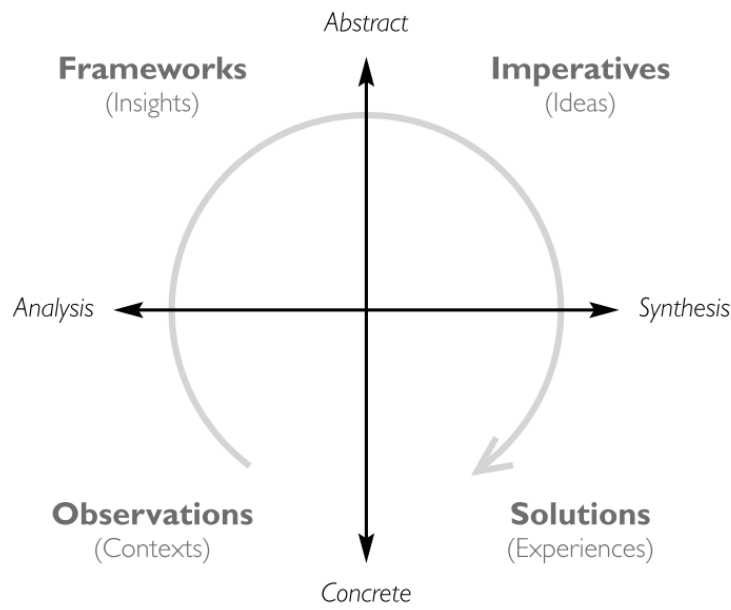 Abstract
Frameworks
(Insights)
Imperatives
(Ideas)
Analysis
Synthesis
Observations
(Contexts)
Solutions
(Experiences)
Concrete